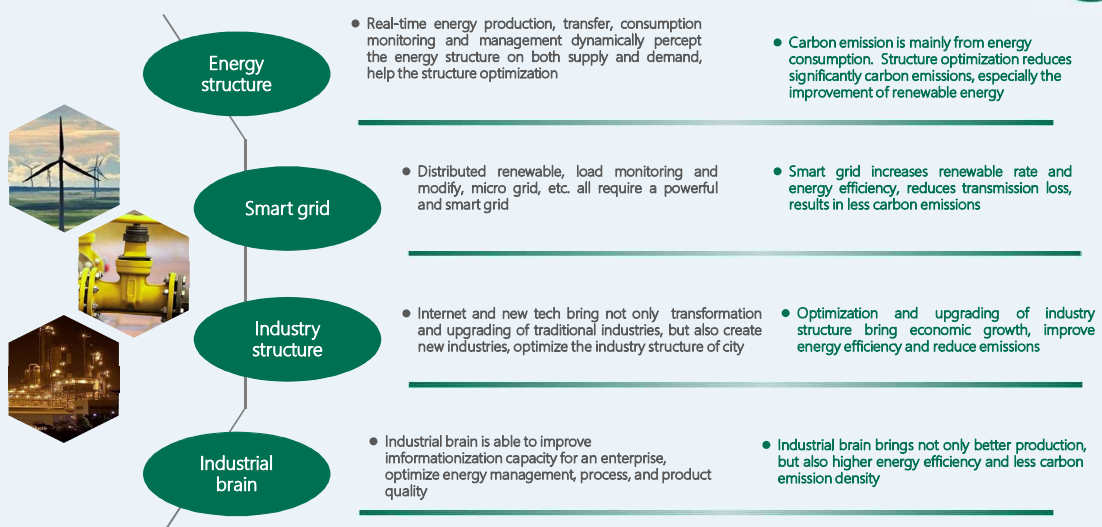 Energy
structure
● Real-time energy production, transfer, consumption
monitoring and management dynamically percept
the energy structure on both supply and demand,
help the structure optimization
● Carbon emission is mainly from energy
consumption. Structure optimization reduces
significantly carbon emissions, especially the
improvement of renewable energy
Smart grid
● Distributed renewable, load monitoring and
modify, micro grid, etc. all require a powerful
and smart grid
● Smart grid increases renewable rate and
energy efficiency, reduces transmission loss,
results in less carbon emissions
Industry
structure
● Internet and new tech bring not only transformation
and upgrading of traditional industries, but also create
new industries, optimize the industry structure of city
● Optimization and upgrading of industry
structure bring economic growth, improve
energy efficiency and reduce emissions
Industrial
brain
● Industrial brain is able to improve
imformationization capacity for an enterprise,
optimize energy management, process, and product
quality
● Industrial brain brings not only better production,
but also higher energy efficiency and less carbon
emission density